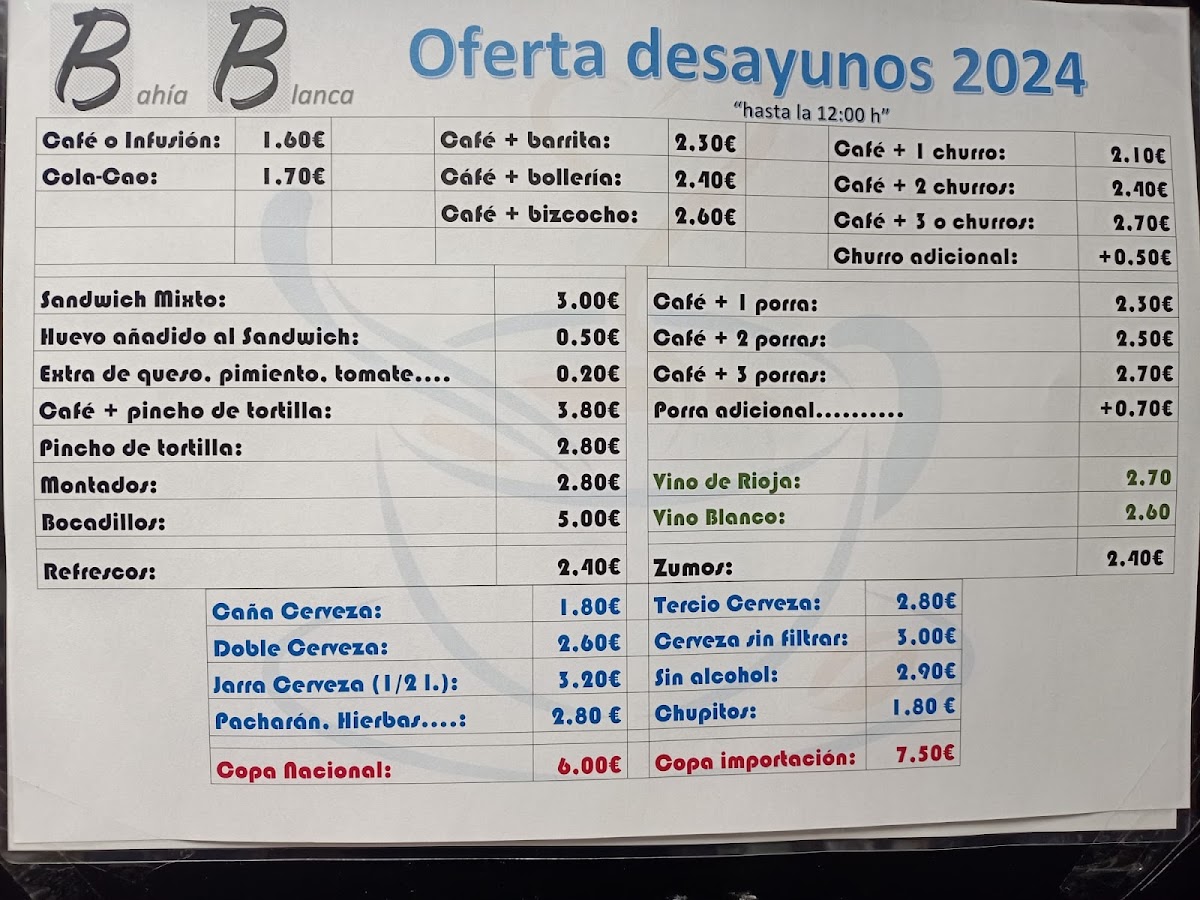 Bahía Blanca
Oferta desayunos 2024
“hasta la 12:00 h”
Café o Infusión: 1.60€
Cola-Cao: 1.70€
Café + barrita: 2.30€
Cáfé + bollería: 2.40€
Café + bizcocho: 2.60€
Café + 1 churro: 2.10€
Café + 2 churros: 2.40€
Café + 3 o churros: 2.70€
Churro adicional: +0.50€
Sandwich Mixto: 3.00€
Huevo añadido al Sandwich: 0.50€
Extra de queso. pimiento. tomate.... 0.20€
Café + pincho de tortilla: 3.80€
Pincho de tortilla: 2.80€
Montados: 2.80€
Bocadillos: 5.00€
Refrescos: 2.40€
Café + 1 porra: 2.30€
Café + 2 porras: 2.50€
Café + 3 porras: 2.70€
Porra adicional.......... +0.70€
Vino de Rioja: 2.70
Vino Blanco: 2.60
Zumos: 2.40€
Caña Cerveza: 1.80€
Doble Cerveza: 2.60€
Jarra Cerveza (1/2 l.): 3.20€
Pacharán. Hierbas....: 2.80 €
Copa Nacional: 6.00€
Tercio Cerveza: 2.80€
Cerveza sin filtrar: 3.00€
Sin alcohol: 2.90€
Chupitos: 1.80 €
Copa importación: 7.50€